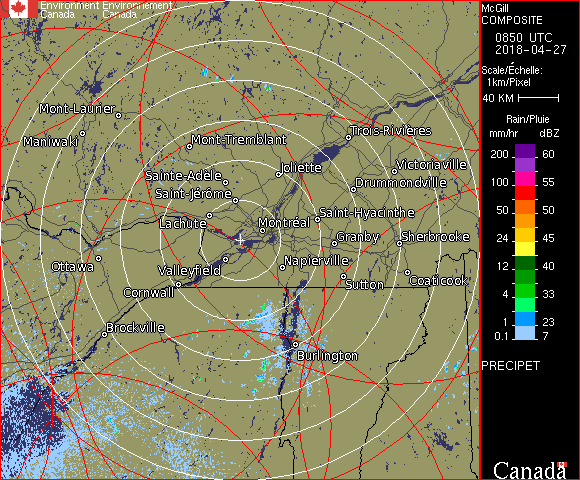 Environment Environnement
Canada Canada
McGill
COMPOSITE
0850 UTC
2018-04-27
Scale/Échelle:
1km/Pixel
40 KM
Rain/Pluie
mm/hr dBZ
200 60
150 57
100 55
50 50
24 45
12 40
4 33
1 23
0.1 7
PRECIPET
Canada
Mont-Laurier
Maniwaki
Mont-Tremblant
Trois-Rivières
Joliette
Victoriaville
Sainte-Adèle
Drummondville
Saint-Jérôme
Saint-Hyacinthe
Lachute
Montréal
Granby
Sherbrooke
Ottawa
Valleyfield
Napierville
Cornwall
Sutton
Coaticook
Brockville
Burlington